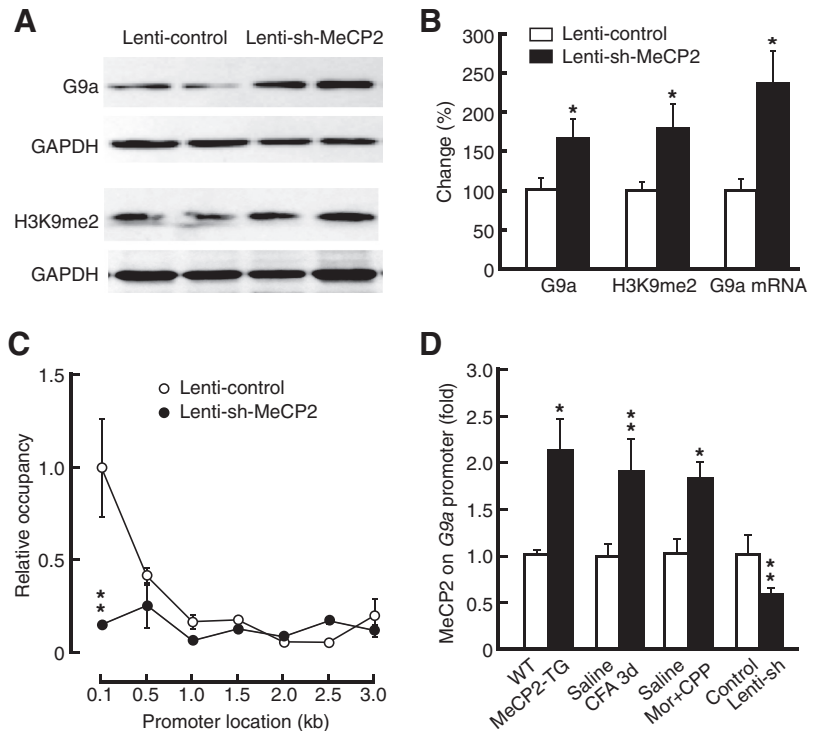 A
Lenti-control Lenti-sh-MeCP2
G9a
GAPDH
H3K9me2
GAPDH
B
Lenti-control
Lenti-sh-MeCP2
Change (%)
300
250
200
150
100
50
0
*
*
*
G9a H3K9me2 G9a mRNA
C
Lenti-control
Lenti-sh-MeCP2
Relative occupancy
1.5
1.0
0.5
0
*
*
0.1 0.5 1.0 1.5 2.0 2.5 3.0
Promoter location (kb)
D
MeCP2 on G9a promoter (fold)
3.0
2.5
2.0
1.5
1.0
0.5
0
*
*
*
*
*
*
WT
MeCP2-TG
Saline
CFA 3d
Saline
Mor+CPP
Control
Lenti-sh